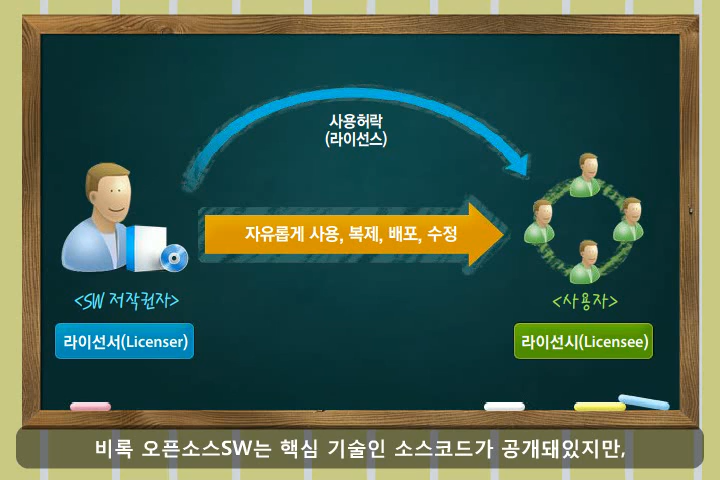 사용허락
(라이선스)
자유롭게 사용, 복제, 배포, 수정
<SW 저작권자>
<사용자>
라이선서(Licenser)
라이선시(Licensee)
비록 오픈소스SW는 핵심 기술인 소스코드가 공개돼있지만,